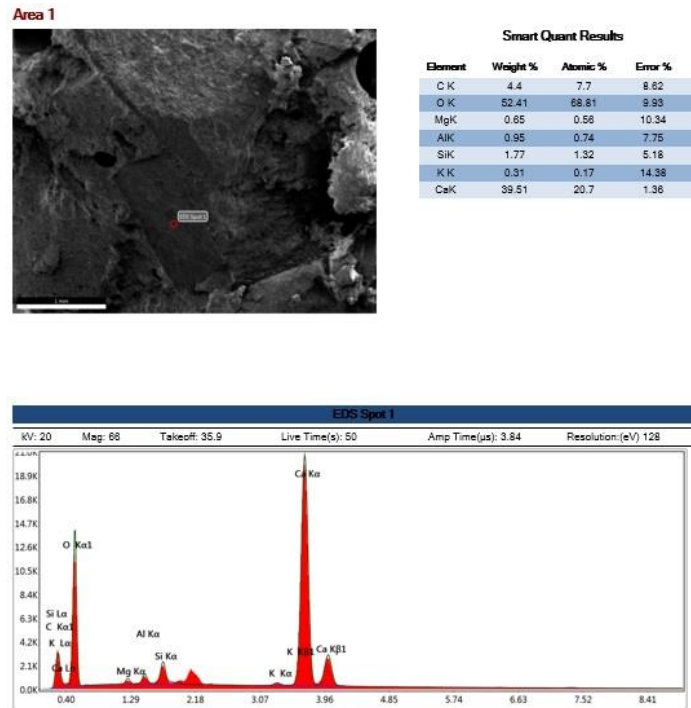 Area 1
EDS Spot 1
1 mm
Smart Quant Results
Element Weight % Atomic % Error %
C K 4.4 7.7 8.62
O K 52.41 68.81 9.93
MgK 0.65 0.56 10.34
AlK 0.95 0.74 7.75
SiK 1.77 1.32 5.18
K K 0.31 0.17 14.38
CaK 39.51 20.7 1.36
EDS Spot 1
kV: 20 Mag: 66 Takeoff: 35.9 Live Time(s): 50 Amp Time(µs): 3.84 Resolution:(eV) 128
21.0K
18.9K
16.8K
14.7K
12.6K
10.5K
8.4K
6.3K
4.2K
2.1K
0.0K
Ca Kα
O Kα1
Si Lα
C Kα1
K Lα
Ca Lα
Mg Kα
Al Kα
Si Kα
K Kα
K Kβ1
Ca Kβ1
0.40 1.29 2.18 3.07 3.96 4.85 5.74 6.63 7.52 8.41